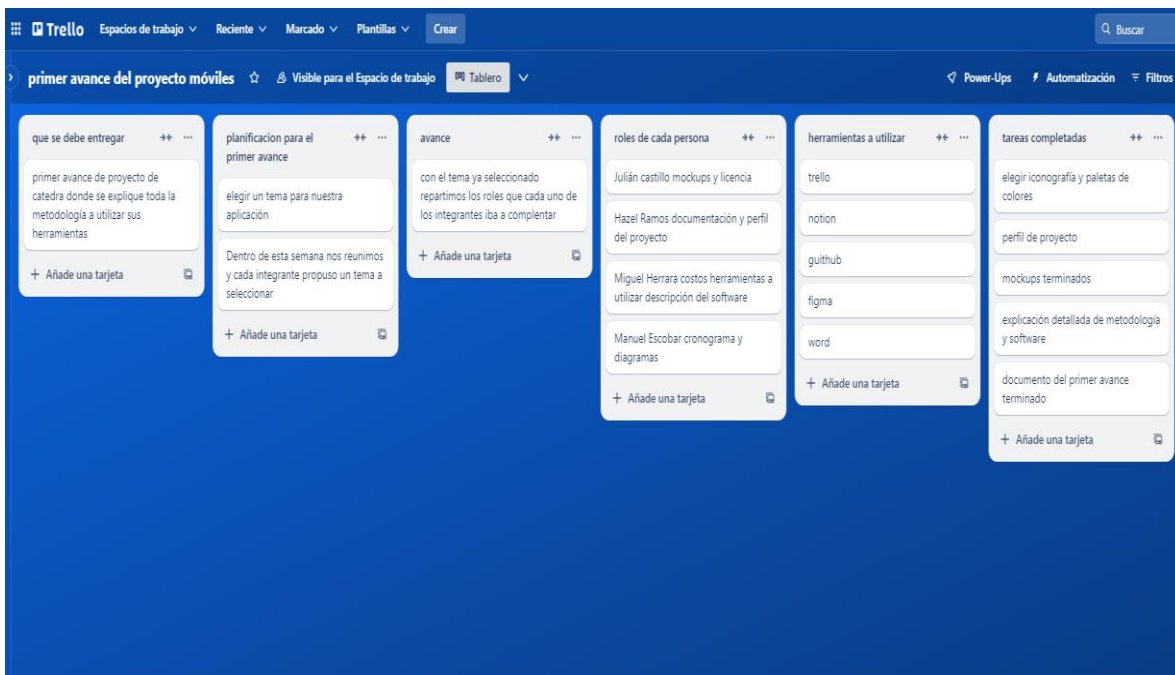 Trello Espacios de trabajo Reciente Marcado Plantillas Crear Buscar
primer avance del proyecto móviles Visible para el Espacio de trabajo Tablero Power-Ups Automatización Filtros
que se debe entregar
primer avance de proyecto de
catedra donde se explique toda la
metodología a utilizar sus
herramientas
+ Añade una tarjeta
planificacion para el
primer avance
elegir un tema para nuestra
aplicación
Dentro de esta semana nos reunimos
y cada integrante propuso un tema a
seleccionar
+ Añade una tarjeta
avance
con el tema ya seleccionado
repartimos los roles que cada uno de
los integrantes iba a complentar
+ Añade una tarjeta
roles de cada persona
Julián castillo mockups y licencia
Hazel Ramos documentación y perfil
del proyecto
Miguel Herrara costos herramientas a
utilizar descripción del software
Manuel Escobar cronograma y
diagramas
+ Añade una tarjeta
herramientas a utilizar
trello
notion
guithub
figma
word
+ Añade una tarjeta
tareas completadas
elegir iconografía y paletas de
colores
perfil de proyecto
mockups terminados
explicación detallada de metodología
y software
documento del primer avance
terminado
+ Añade una tarjeta